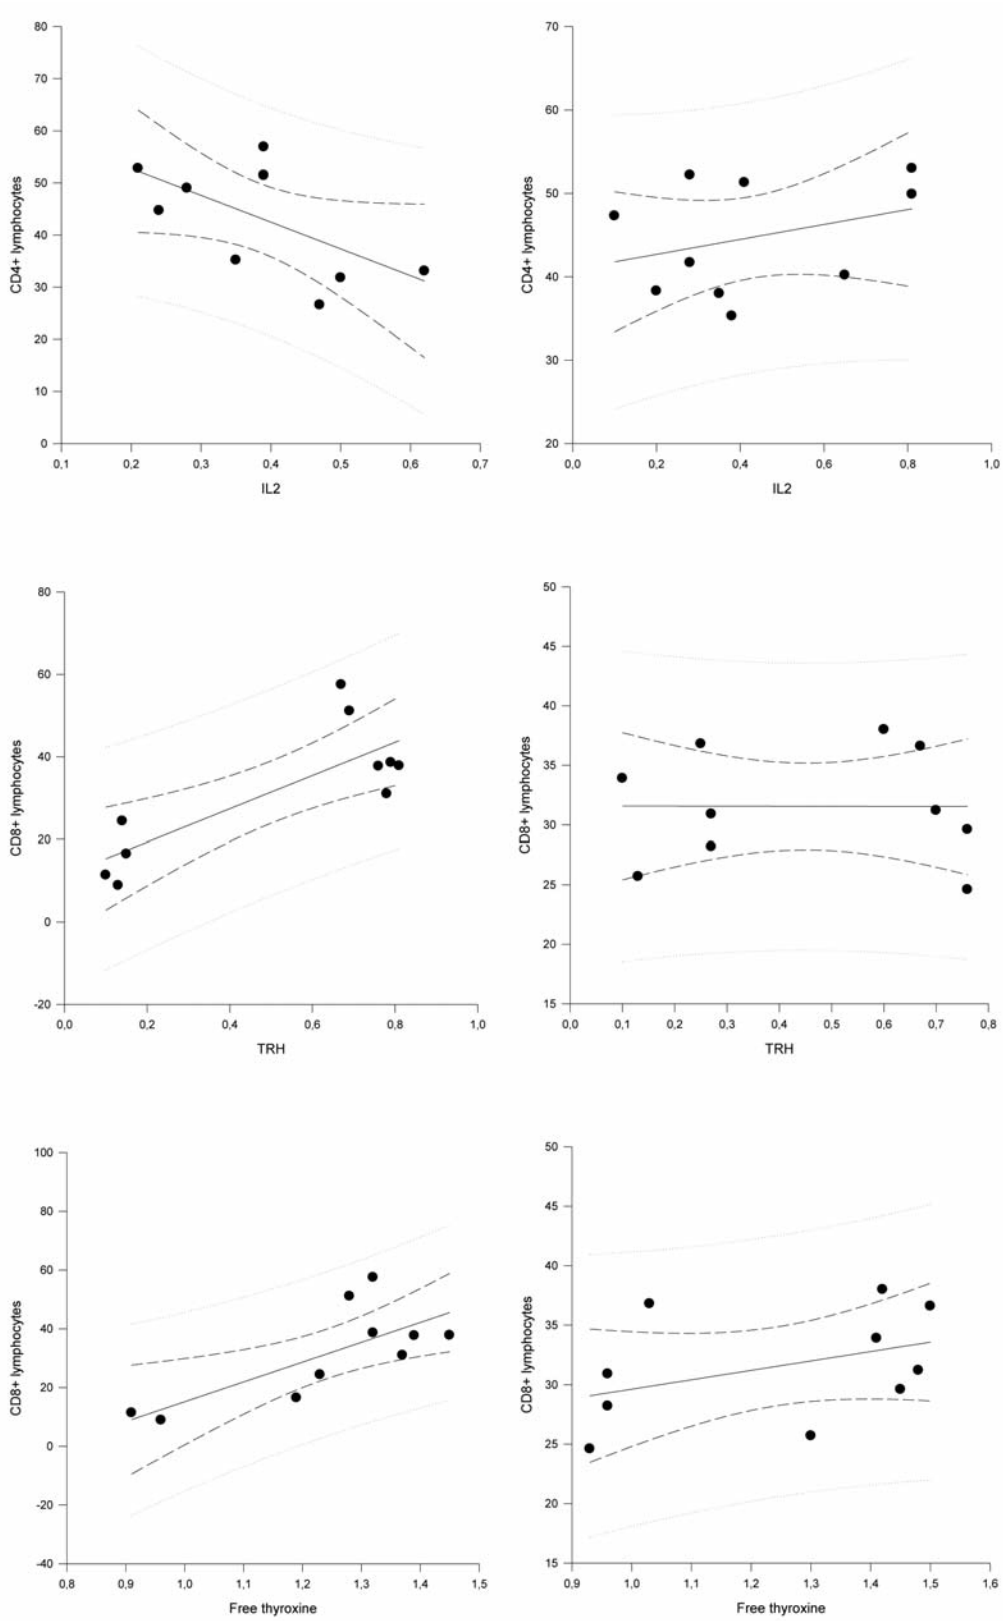 80
70
60
50
40
30
20
10
0
CD4+ lymphocytes
0,1 0,2 0,3 0,4 0,5 0,6 0,7
IL2
70
60
50
40
30
20
CD4+ lymphocytes
0,0 0,2 0,4 0,6 0,8 1,0
IL2
80
60
40
20
0
-20
CD8+ lymphocytes
0,0 0,2 0,4 0,6 0,8 1,0
TRH
50
45
40
35
30
25
20
15
CD8+ lymphocytes
0,0 0,1 0,2 0,3 0,4 0,5 0,6 0,7 0,8
TRH
100
80
60
40
20
0
-20
-40
CD8+ lymphocytes
0,8 0,9 1,0 1,1 1,2 1,3 1,4 1,5
Free thyroxine
50
45
40
35
30
25
20
15
CD8+ lymphocytes
0,9 1,0 1,1 1,2 1,3 1,4 1,5 1,6
Free thyroxine